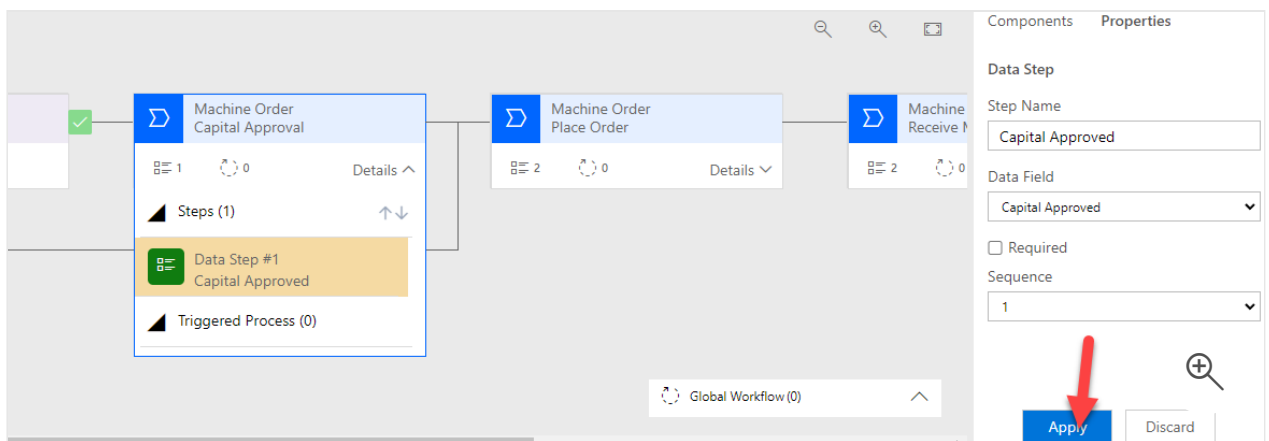 Components Properties
Data Step
Step Name
Capital Approved
Data Field
Capital Approved
Required
Sequence
1
Apply Discard
Machine Order
Capital Approval
1 0 Details
Steps (1)
Data Step #1
Capital Approved
Triggered Process (0)
Machine Order
Place Order
2 0 Details
Machine
Receive
2 0
Global Workflow (0)